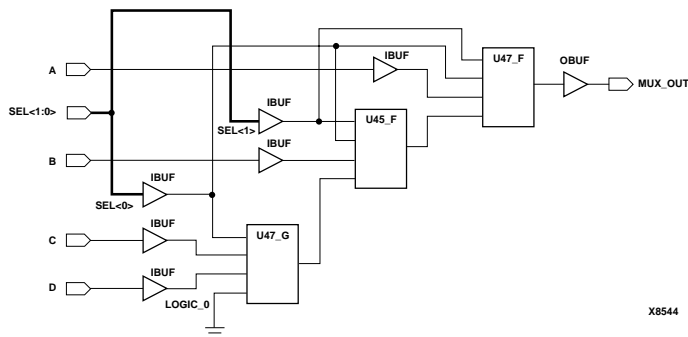 IBUF
U47_F
OBUF
A
MUX_OUT
SEL<1:0>
IBUF
U45_F
SEL<1>
IBUF
B
IBUF
SEL<0>
IBUF
U47_G
C
IBUF
D
LOGIC_0
X8544